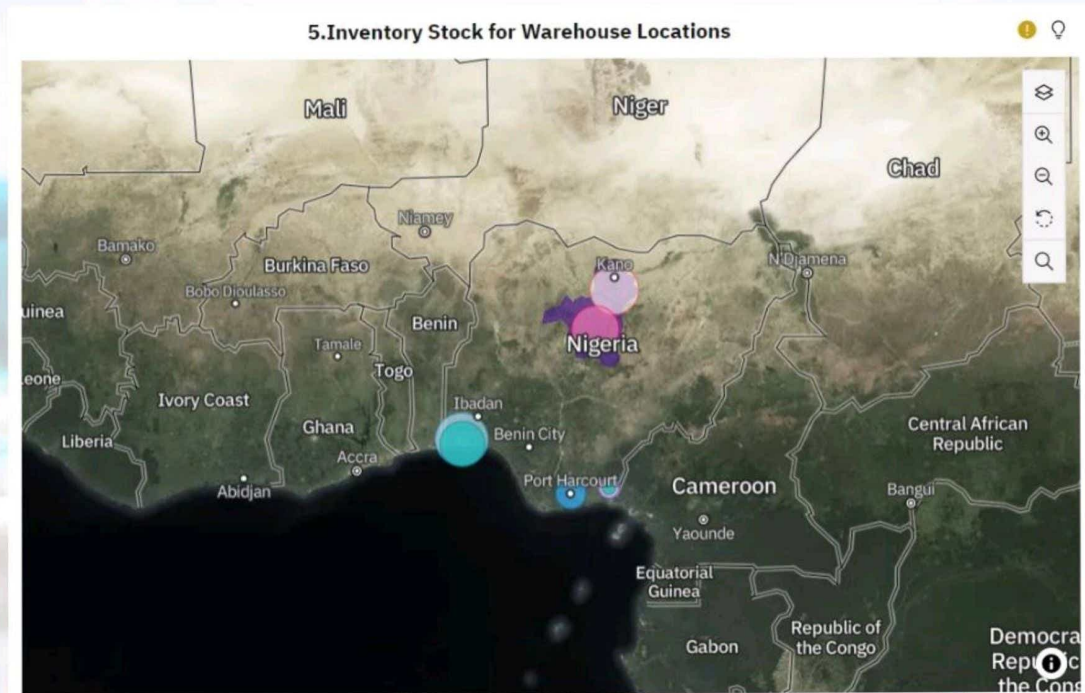 5.Inventory Stock for Warehouse Locations
Mali
Niger
Chad
Niamey
Bamako
Kano
N'Djamena
Burkina Faso
Bobo Dioulasso
uinea
Benin
Nigeria
Tamale
Togo
eone
Ivory Coast
Ibadan
Ghana
Benin City
Central African
Republic
Liberia
Accra
Port Harcourt
Abidjan
Cameroon
Bangui
Yaounde
Equatorial
Guinea
Gabon
Republic of
the Congo
Democra
the Cong